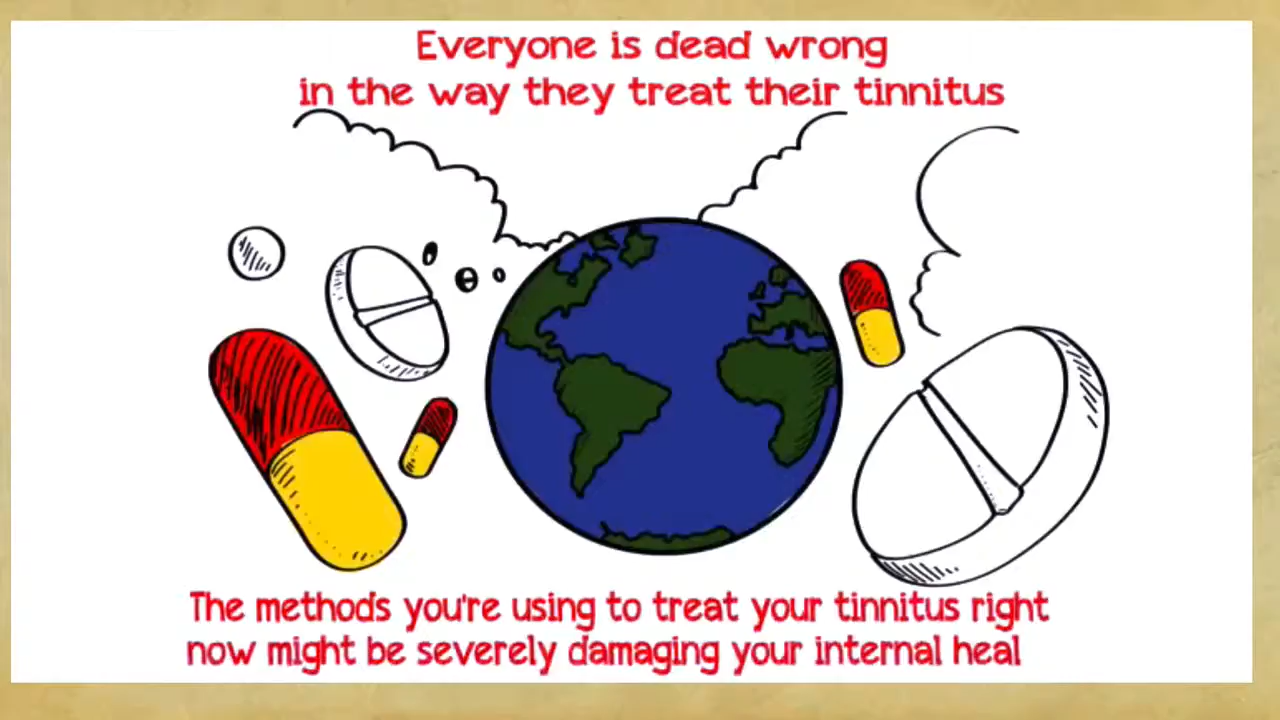 Everyone is dead wrong
in the way they treat their tinnitus
The methods you're using to treat your tinnitus right
now might be severely damaging your internal heal